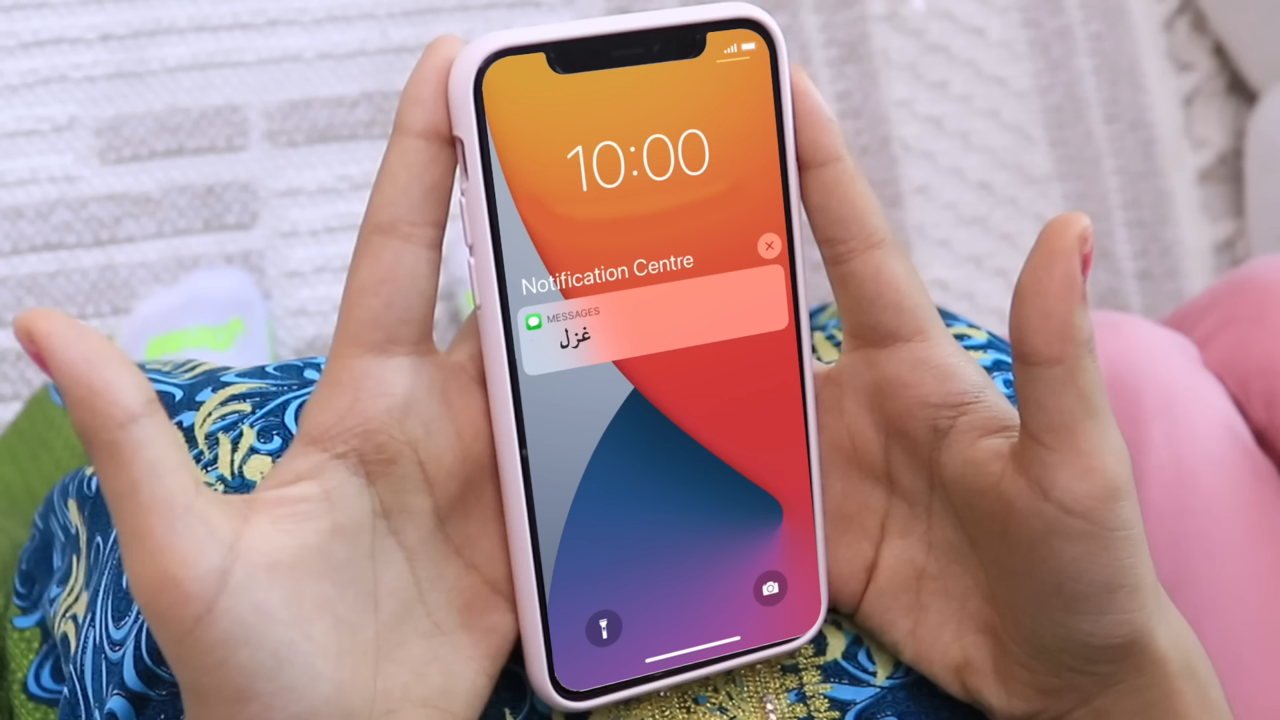 10:00
Notification Centre
MESSAGES
غزل